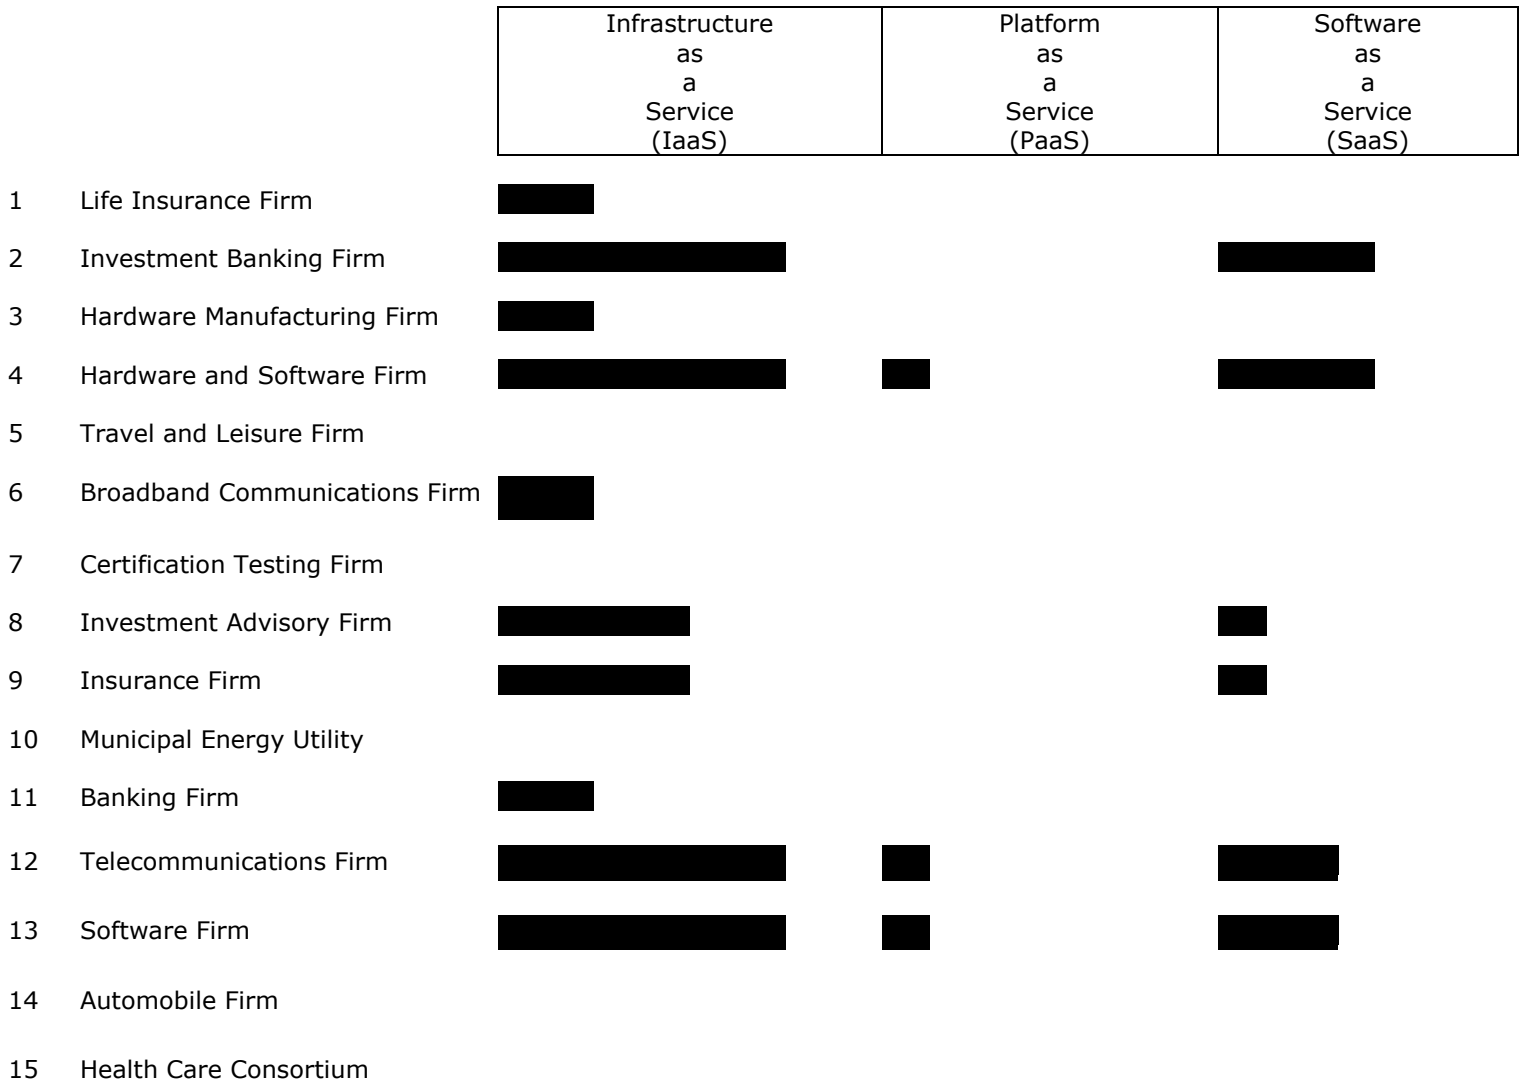 Infrastructure Platform Software
as as as
a a a
Service Service Service
(IaaS) (PaaS) (SaaS)
1 Life Insurance Firm
2 Investment Banking Firm
3 Hardware Manufacturing Firm
4 Hardware and Software Firm
5 Travel and Leisure Firm
6 Broadband Communications Firm
7 Certification Testing Firm
8 Investment Advisory Firm
9 Insurance Firm
10 Municipal Energy Utility
11 Banking Firm
12 Telecommunications Firm
13 Software Firm
14 Automobile Firm
15 Health Care Consortium